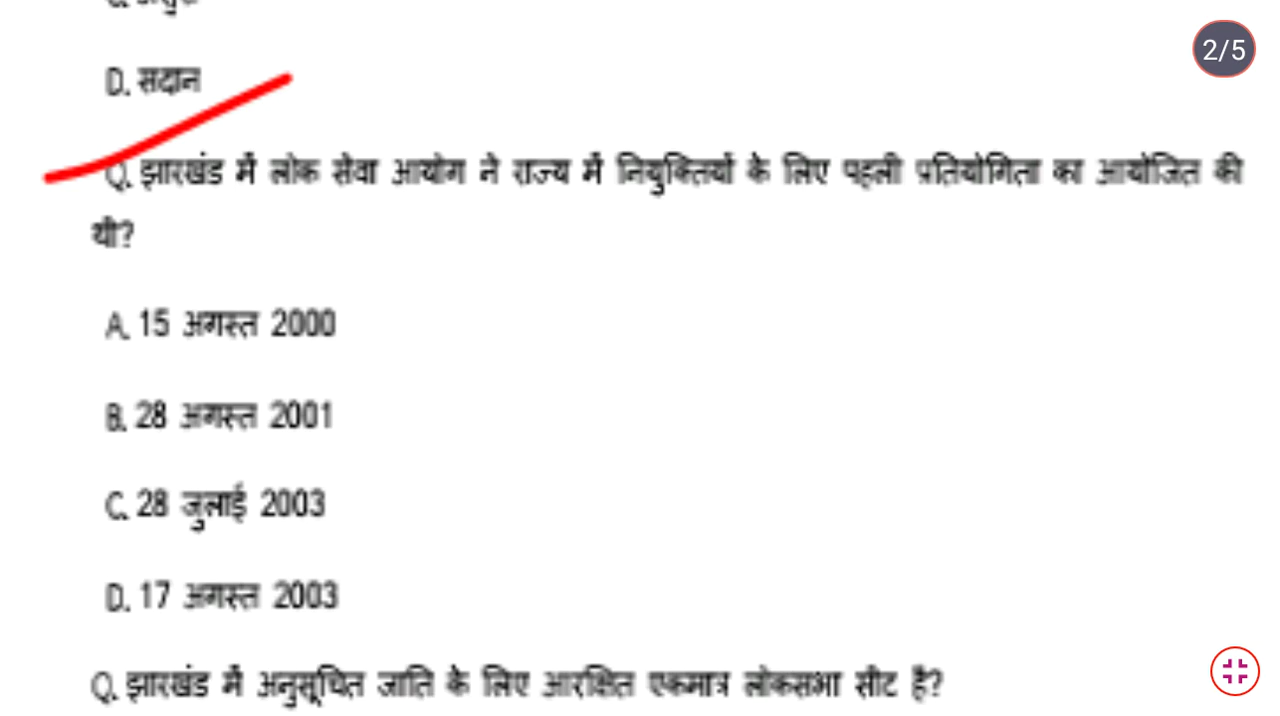 D. सदान
2/5
Q. झारखंड में लोक सेवा आयोग ने राज्य में नियुक्तियों के लिए पहली प्रतियोगिता का आयोजित की
थी?
A. 15 अगस्त 2000
B. 28 अगस्त 2001
C. 28 जुलाई 2003
D. 17 अगस्त 2003
Q. झारखंड में अनुसूचित जाति के लिए आरक्षित एकमात्र लोकसभा सीट है?